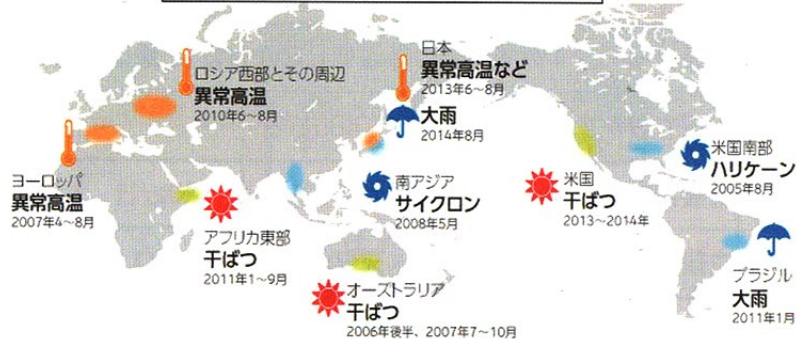 ロシア西部とその周辺
異常高温
2010年6～8月
日本
異常高温など
2013年6～8月
大雨
2014年8月
ヨーロッパ
異常高温
2007年4～8月
アフリカ東部
干ばつ
2011年1～9月
南アジア
サイクロン
2008年5月
オーストラリア
干ばつ
2006年後半、2007年7～10月
米国
干ばつ
2013～2014年
米国南部
ハリケーン
2005年8月
ブラジル
大雨
2011年1月